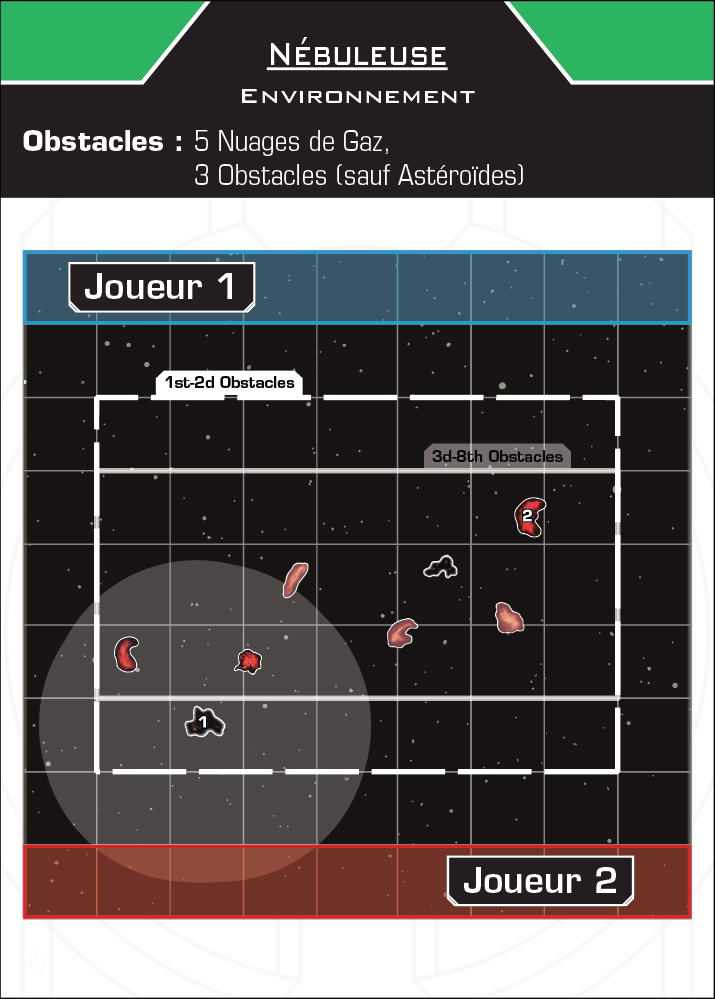 Nébuleuse
Environnement
Obstacles : 5 Nuages de Gaz,
3 Obstacles (sauf Astéroïdes)
Joueur 1
1st-2d Obstacles
3d-8th Obstacles
2
1
Joueur 2